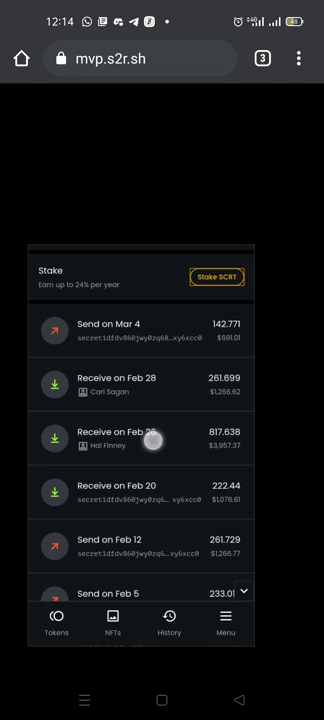 12:14
4G
48
mvp.s2r.sh
3
Stake
Earn up to 24% per year
Stake SCRT
Send on Mar 4
142.771
secret1dfdv860jwy0zq68... xy6xcc0
$691.01
Receive on Feb 28
261.699
Carl Sagan
$1,266.62
Receive on Feb 26
817.638
Hal Finney
$3,957.37
Receive on Feb 20
222.44
secret1dfdv860jwy0zq6... xy6xcc0
$1,076.61
Send on Feb 12
261.729
secret1dfdv860jwy0zq6... xy6xcc0
$1,266.77
Send on Feb 5
Tokens
NFTs
History
Menu